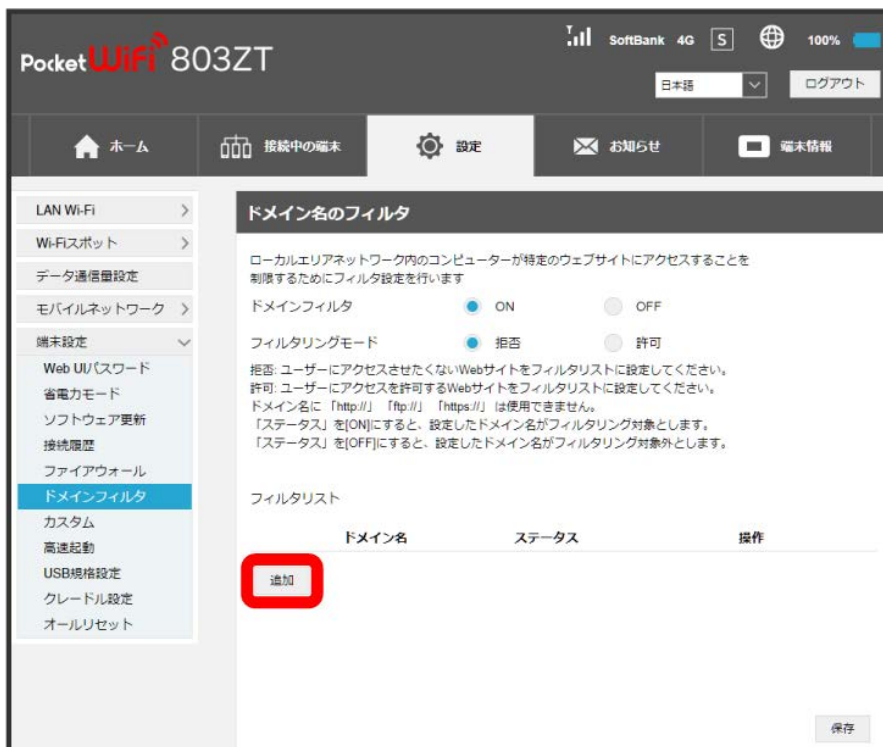 Pocket WiFi 803ZT
SoftBank 4G S 100%
日本語
ログアウト
ホーム
接続中の端末
設定
お知らせ
端末情報
LAN Wi-Fi
Wi-Fiスポット
データ通信量設定
モバイルネットワーク
端末設定
Web UIパスワード
省電力モード
ソフトウェア更新
接続履歴
ファイアウォール
ドメインフィルタ
カスタム
高速起動
USB規格設定
クレードル設定
オールリセット
ドメイン名のフィルタ
ローカルエリアネットワーク内のコンピューターが特定のウェブサイトにアクセスすることを
制限するためにフィルタ設定を行います
ドメインフィルタ ON OFF
フィルタリングモード 拒否 許可
拒否: ユーザーにアクセスさせたくないWebサイトをフィルタリストに設定してください。
許可: ユーザーにアクセスを許可するWebサイトをフィルタリストに設定してください。
ドメイン名に 「http://」 「ftp://」 「https://」 は使用できません。
「ステータス」を[ON]にすると、設定したドメイン名がフィルタリング対象とします。
「ステータス」を[OFF]にすると、設定したドメイン名がフィルタリング対象外とします。
フィルタリスト
ドメイン名 ステータス 操作
追加
保存